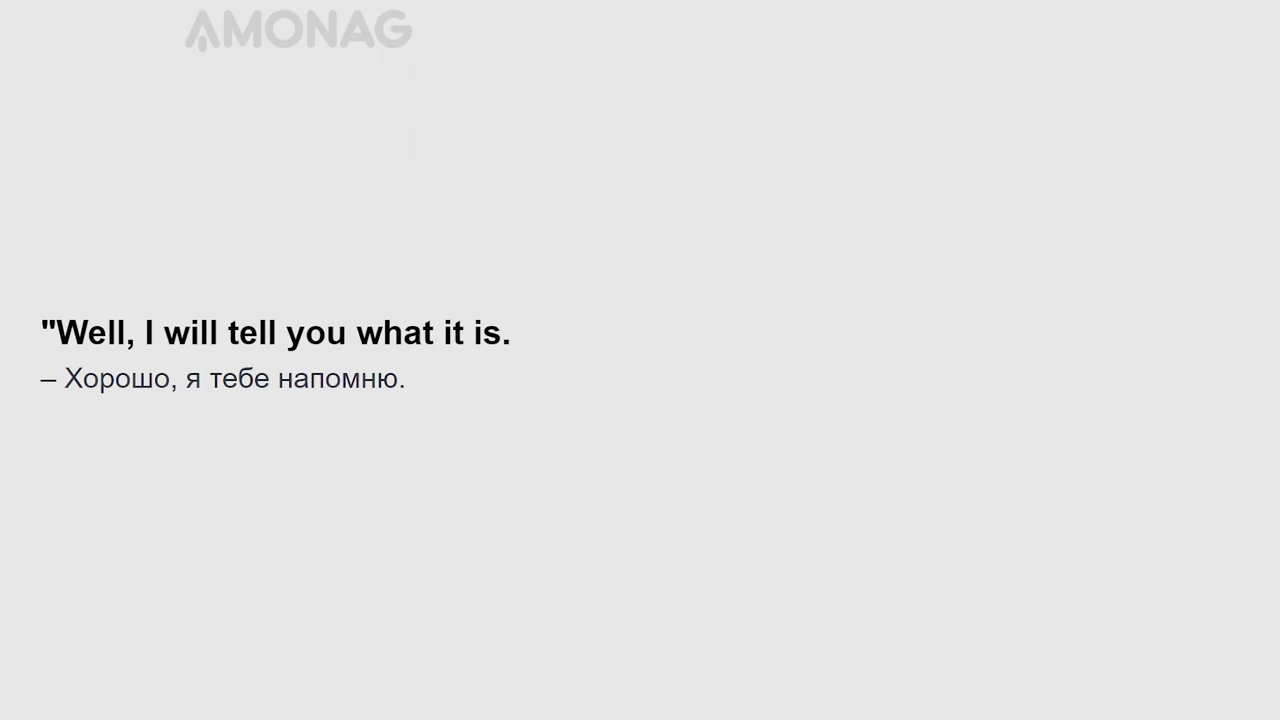 AMONAG
"Well, I will tell you what it is.
– Хорошо, я тебе напомню.